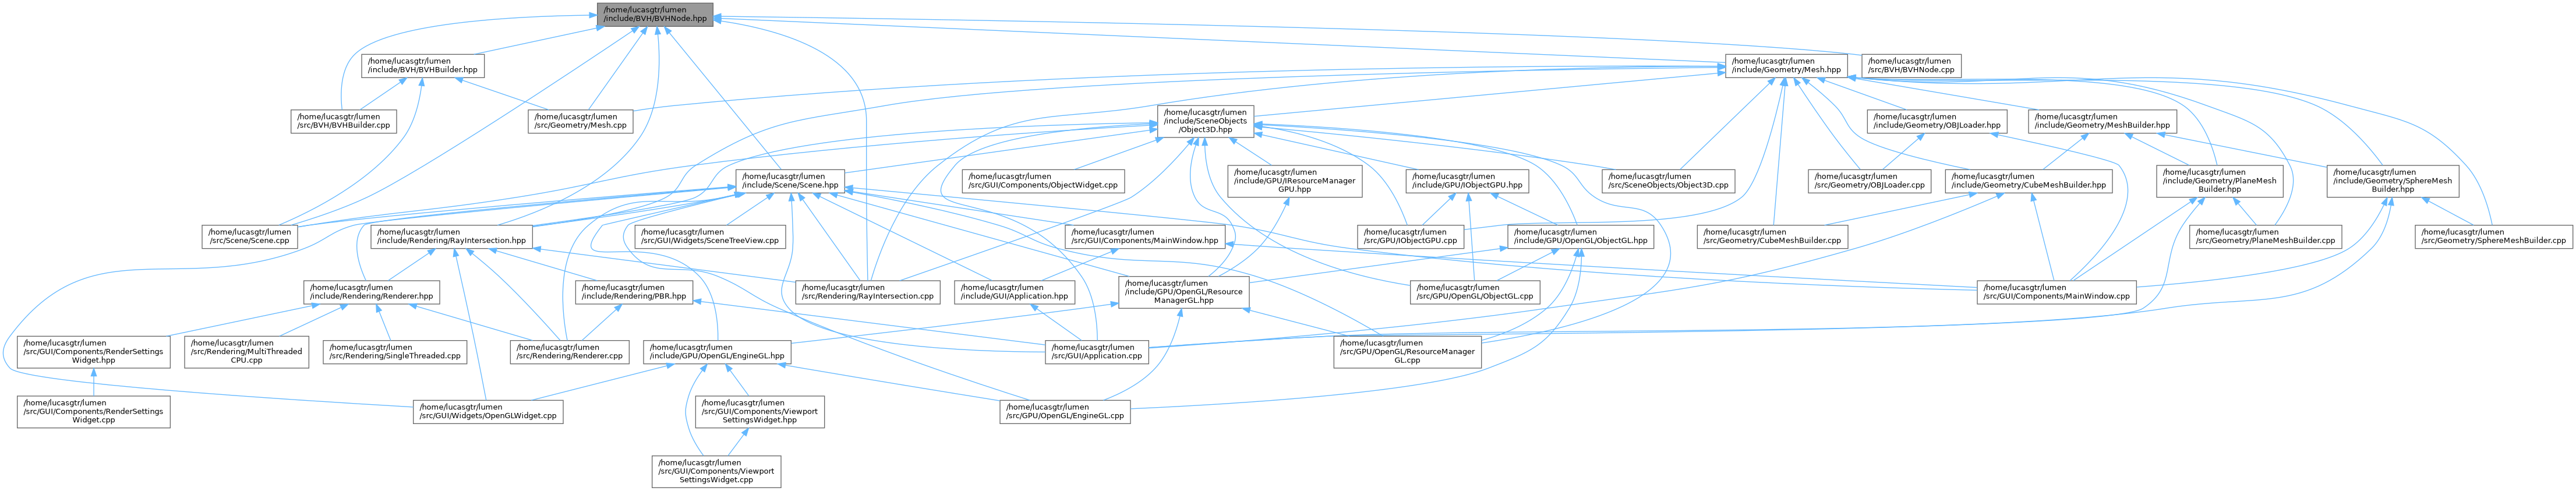 /home/lucasgtr/lumen
/include/BVH/BVHNode.hpp
/home/lucasgtr/lumen
/include/BVH/BVHBuilder.hpp
/home/lucasgtr/lumen
/include/Geometry/Mesh.hpp
/home/lucasgtr/lumen
/src/BVH/BVHNode.cpp
/home/lucasgtr/lumen
/src/BVH/BVHBuilder.cpp
/home/lucasgtr/lumen
/src/Geometry/Mesh.cpp
/home/lucasgtr/lumen
/include/SceneObjects
/Object3D.hpp
/home/lucasgtr/lumen
/include/Geometry/OBJLoader.hpp
/home/lucasgtr/lumen
/include/Geometry/MeshBuilder.hpp
/home/lucasgtr/lumen
/include/Scene/Scene.hpp
/home/lucasgtr/lumen
/src/GUI/Components/ObjectWidget.cpp
/home/lucasgtr/lumen
/include/GPU/IResourceManager
GPU.hpp
/home/lucasgtr/lumen
/include/GPU/IObjectGPU.hpp
/home/lucasgtr/lumen
/src/SceneObjects/Object3D.cpp
/home/lucasgtr/lumen
/src/Geometry/OBJLoader.cpp
/home/lucasgtr/lumen
/include/Geometry/CubeMeshBuilder.hpp
/home/lucasgtr/lumen
/include/Geometry/PlaneMesh
Builder.hpp
/home/lucasgtr/lumen
/include/Geometry/SphereMesh
Builder.hpp
/home/lucasgtr/lumen
/src/Scene/Scene.cpp
/home/lucasgtr/lumen
/include/Rendering/RayIntersection.hpp
/home/lucasgtr/lumen
/src/GUI/Widgets/SceneTreeView.cpp
/home/lucasgtr/lumen
/src/GUI/Components/MainWindow.hpp
/home/lucasgtr/lumen
/src/GPU/IObjectGPU.cpp
/home/lucasgtr/lumen
/include/GPU/OpenGL/ObjectGL.hpp
/home/lucasgtr/lumen
/src/Geometry/CubeMeshBuilder.cpp
/home/lucasgtr/lumen
/src/Geometry/PlaneMeshBuilder.cpp
/home/lucasgtr/lumen
/src/Geometry/SphereMeshBuilder.cpp
/home/lucasgtr/lumen
/include/Rendering/Renderer.hpp
/home/lucasgtr/lumen
/include/Rendering/PBR.hpp
/home/lucasgtr/lumen
/src/Rendering/RayIntersection.cpp
/home/lucasgtr/lumen
/include/GUI/Application.hpp
/home/lucasgtr/lumen
/include/GPU/OpenGL/Resource
ManagerGL.hpp
/home/lucasgtr/lumen
/src/GPU/OpenGL/ObjectGL.cpp
/home/lucasgtr/lumen
/src/GUI/Components/MainWindow.cpp
/home/lucasgtr/lumen
/src/GUI/Components/RenderSettings
Widget.hpp
/home/lucasgtr/lumen
/src/Rendering/MultiThreaded
CPU.cpp
/home/lucasgtr/lumen
/src/Rendering/SingleThreaded.cpp
/home/lucasgtr/lumen
/src/Rendering/Renderer.cpp
/home/lucasgtr/lumen
/include/GPU/OpenGL/EngineGL.hpp
/home/lucasgtr/lumen
/src/GUI/Application.cpp
/home/lucasgtr/lumen
/src/GPU/OpenGL/ResourceManager
GL.cpp
/home/lucasgtr/lumen
/src/GUI/Components/RenderSettings
Widget.cpp
/home/lucasgtr/lumen
/src/GUI/Widgets/OpenGLWidget.cpp
/home/lucasgtr/lumen
/src/GUI/Components/Viewport
SettingsWidget.hpp
/home/lucasgtr/lumen
/src/GPU/OpenGL/EngineGL.cpp
/home/lucasgtr/lumen
/src/GUI/Components/Viewport
SettingsWidget.cpp